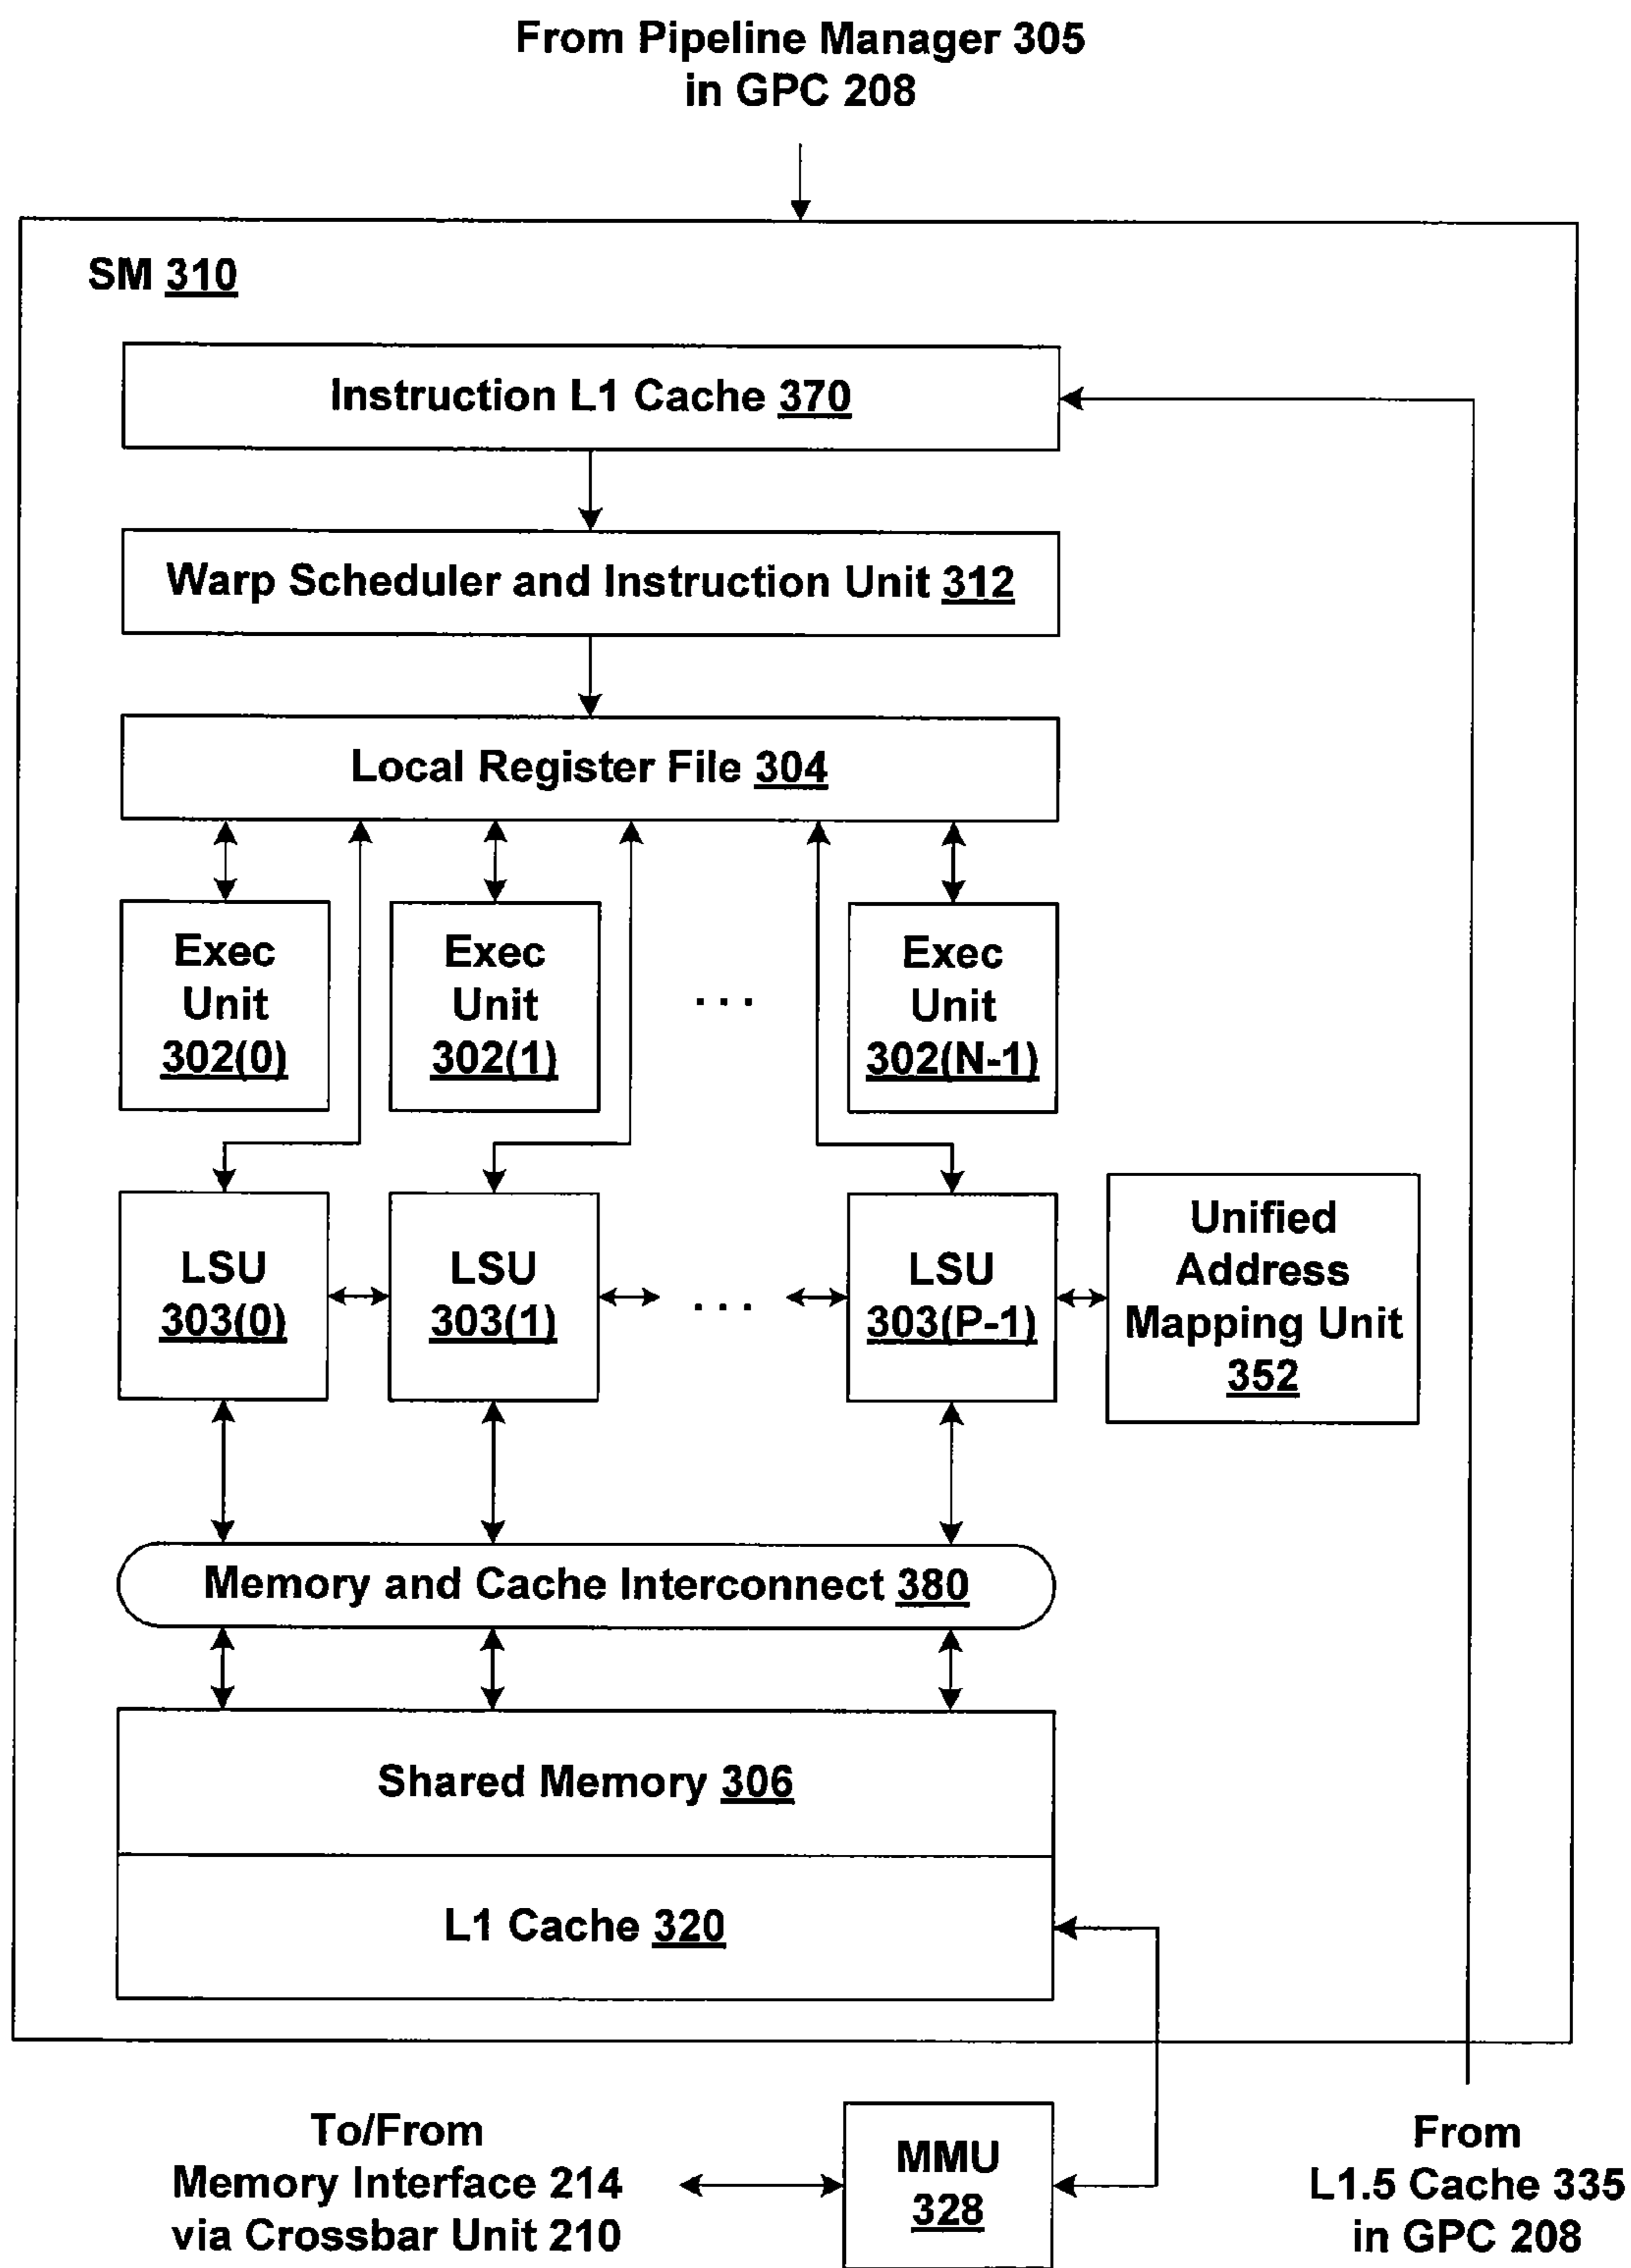 From Pipeline Manager 305
in GPC 208
SM 310
Instruction L1 Cache 370
Warp Scheduler and Instruction Unit 312
Local Register File 304
Exec
Unit
302(0)
Exec
Unit
302(1)
. . .
Exec
Unit
302(N-1)
LSU
303(0)
LSU
303(1)
. . .
LSU
303(P-1)
Unified
Address
Mapping Unit
352
Memory and Cache Interconnect 380
Shared Memory 306
L1 Cache 320
To/From
Memory Interface 214
via Crossbar Unit 210
MMU
328
From
L1.5 Cache 335
in GPC 208